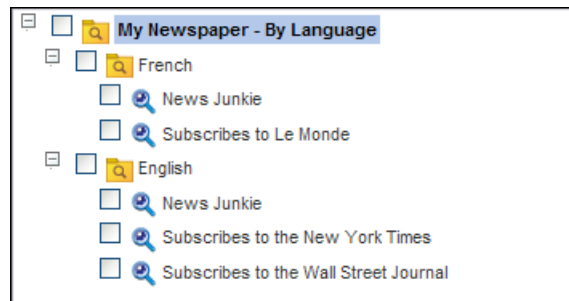 My Newspaper - By Language
French
News Junkie
Subscribes to Le Monde
English
News Junkie
Subscribes to the New York Times
Subscribes to the Wall Street Journal